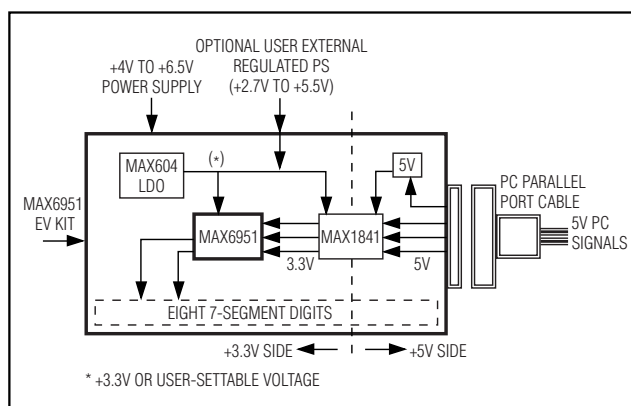 OPTIONAL USER EXTERNAL
REGULATED PS
(+2.7V TO +5.5V)
+4V TO +6.5V
POWER SUPPLY
MAX604
LDO
(*)
5V
PC PARALLEL
PORT CABLE
MAX6951
EV KIT
MAX6951
MAX1841
5V PC
SIGNALS
3.3V
5V
EIGHT 7-SEGMENT DIGITS
+3.3V SIDE
+5V SIDE
* +3.3V OR USER-SETTABLE VOLTAGE